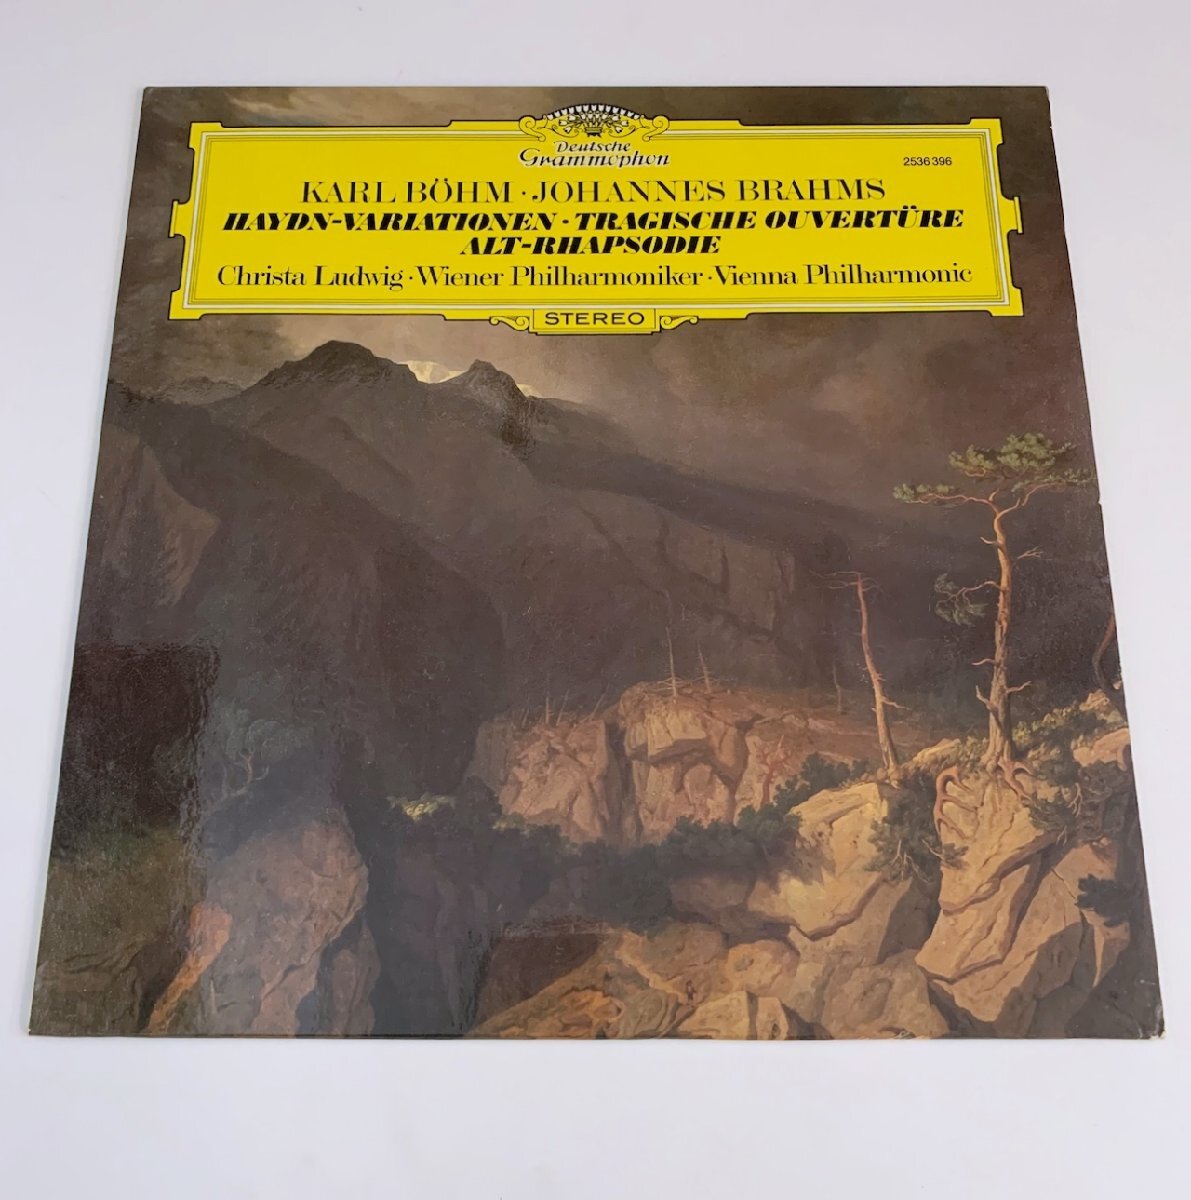 Deutsche
Grammophon
2536 396
KARL BÖHM · JOHANNES BRAHMS
HAYDN-VARIATIONEN · TRAGISCHE OUVERTÜRE
ALT-RHAPSODIE
Christa Ludwig · Wiener Philharmoniker · Vienna Philharmonic
STEREO